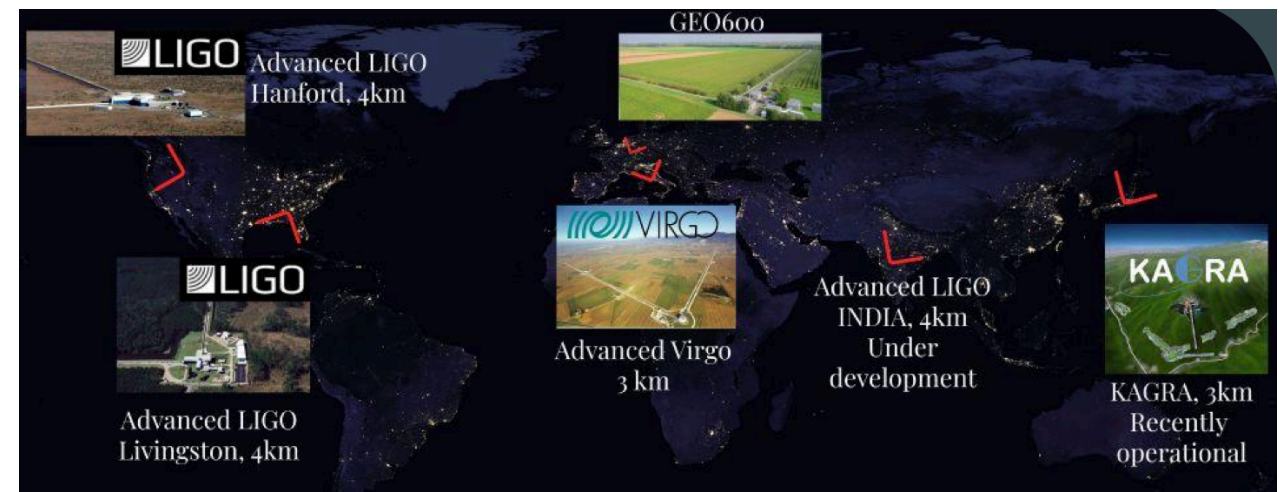 LIGO
Advanced LIGO
Hanford, 4km
GEO600
LIGO
Advanced LIGO
Livingston, 4km
VIRGO
Advanced Virgo
3 km
Advanced LIGO
INDIA, 4km
Under
development
KAGRA
KAGRA, 3km
Recently
operational